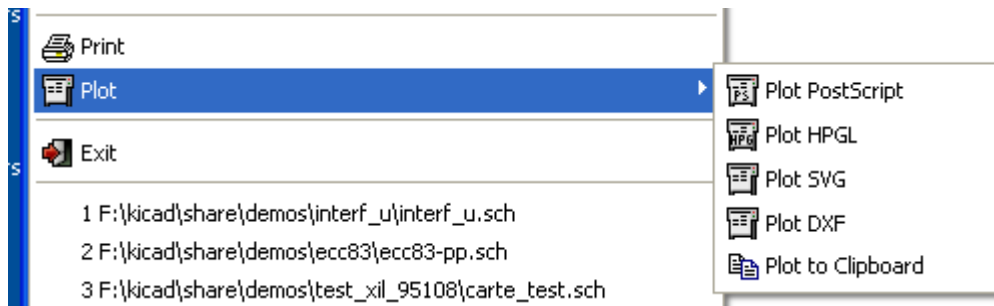 Print
Plot
Plot PostScript
Plot HPGL
Plot SVG
Plot DXF
Plot to Clipboard
Exit
1 F:\kicad\share\demos\interf_u\interf_u.sch
2 F:\kicad\share\demos\ecc83\ecc83-pp.sch
3 F:\kicad\share\demos\test_xil_95108\carte_test.sch